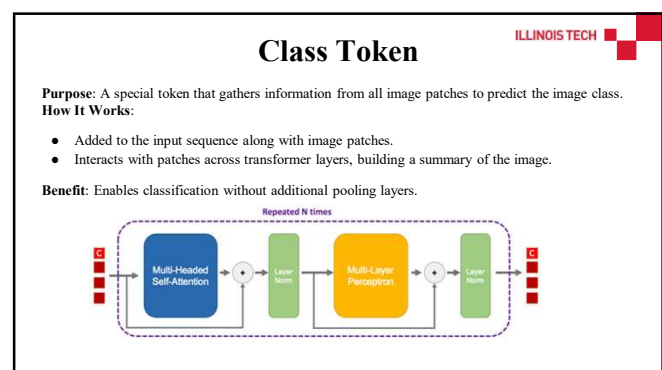 ILLINOIS TECH
Class Token
Purpose: A special token that gathers information from all image patches to predict the image class.
How It Works:
● Added to the input sequence along with image patches.
● Interacts with patches across transformer layers, building a summary of the image.
Benefit: Enables classification without additional pooling layers.
Repeated N times
C
Multi-Headed
Self-Attention
+
Layer
Norm
Multi-Layer
Perceptron
+
Layer
Norm
C